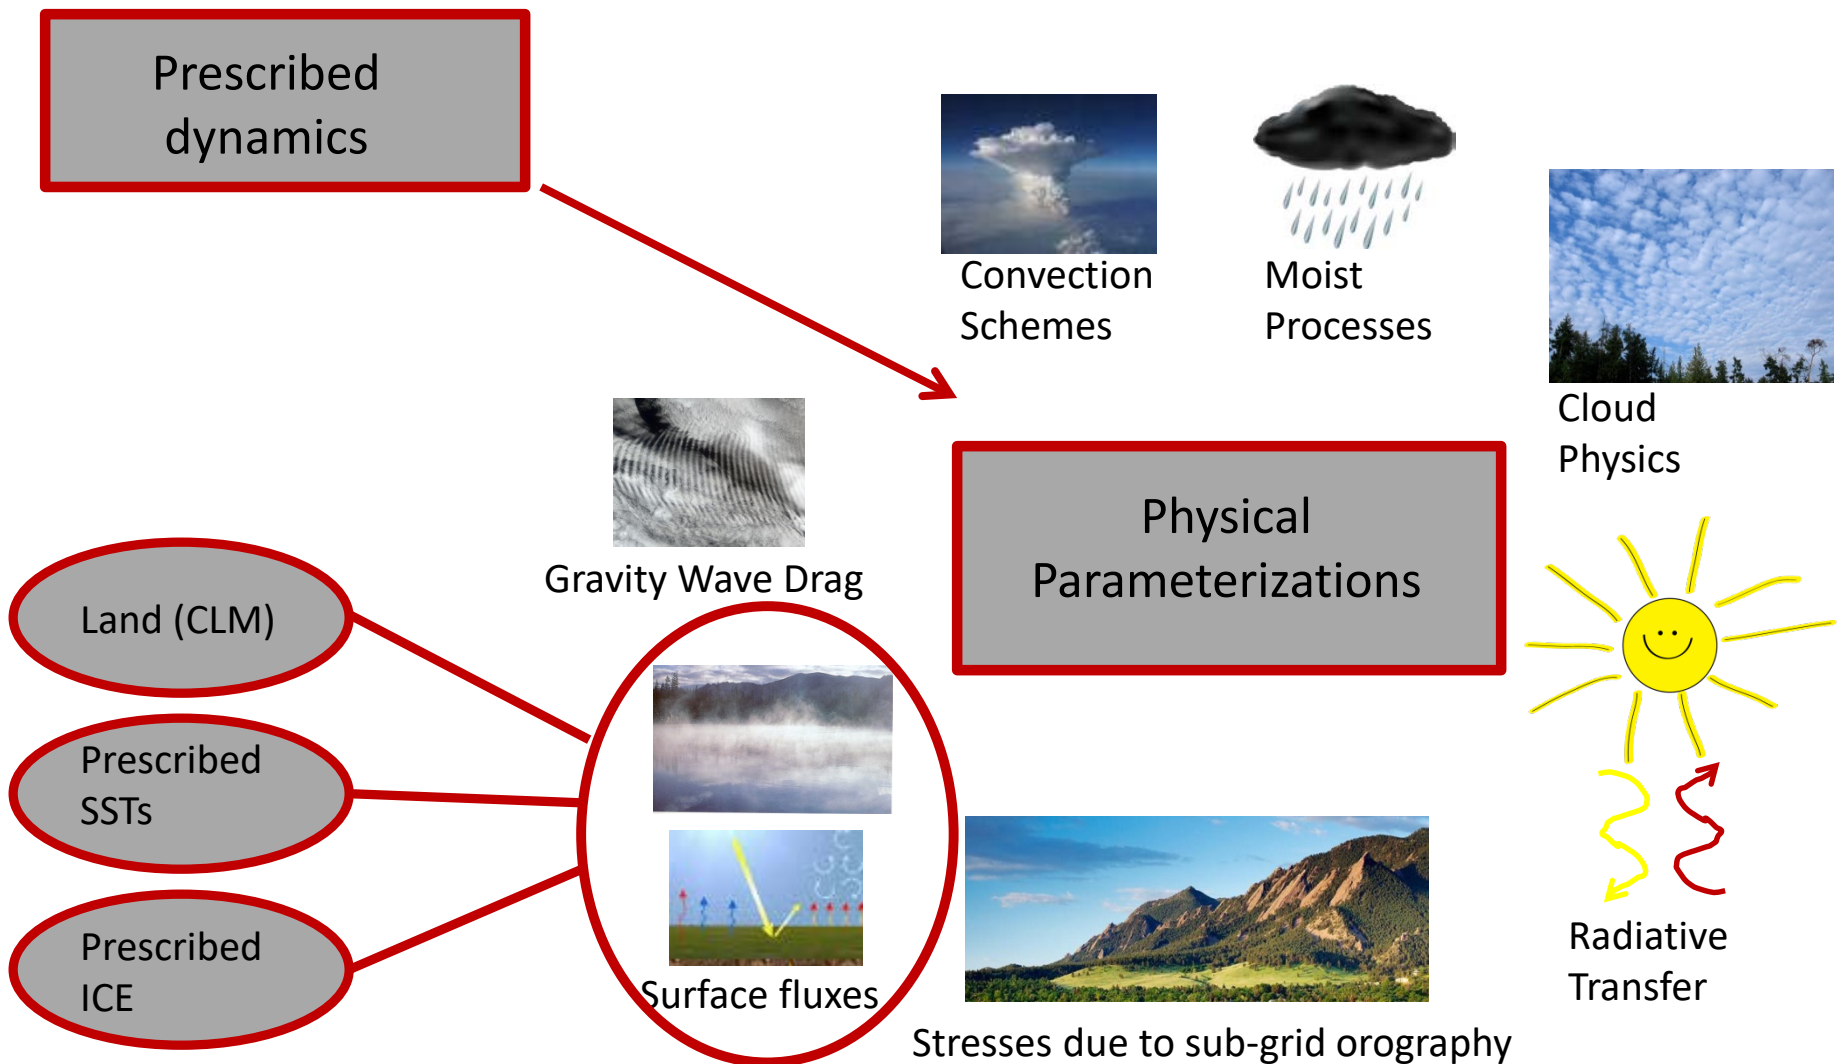 Prescribed
dynamics
Convection
Schemes
Moist
Processes
Cloud
Physics
Gravity Wave Drag
Physical
Parameterizations
Land (CLM)
Prescribed
SSTs
Prescribed
ICE
Surface fluxes
Stresses due to sub-grid orography
Radiative
Transfer